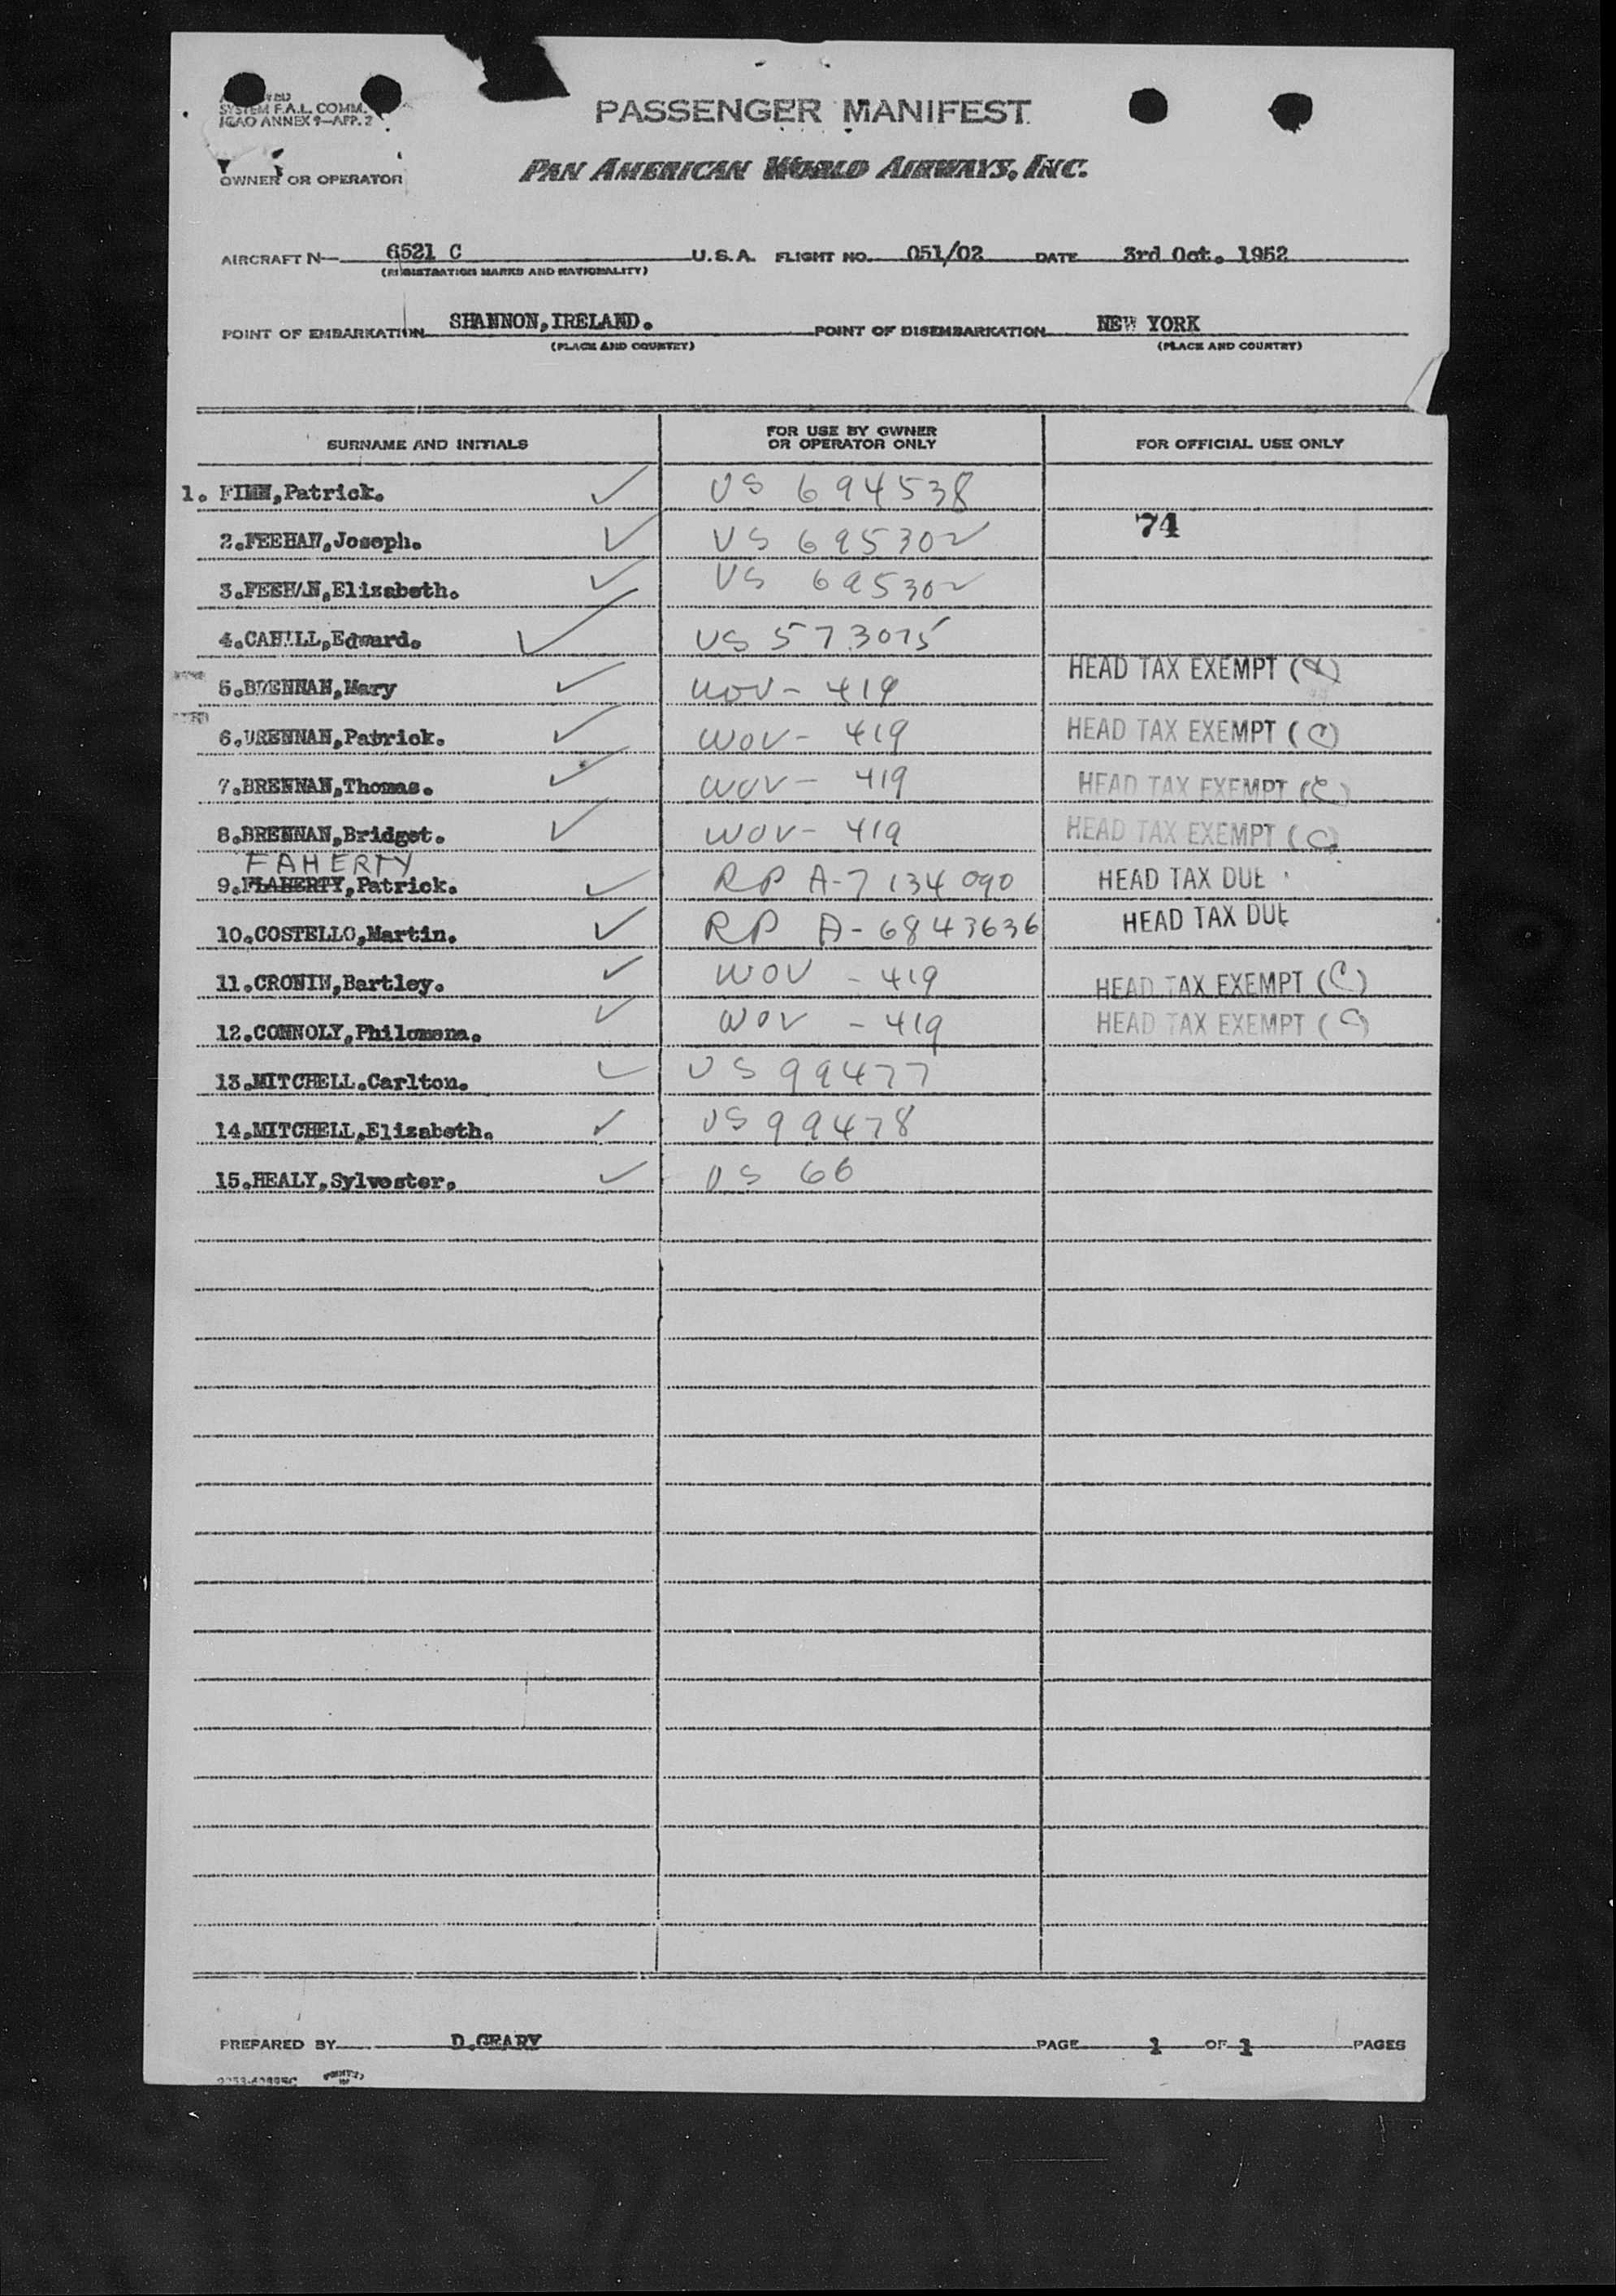 SYSTEM F.A.L. COMM.
ICAO ANNEX 9—APP. 2
PASSENGER MANIFEST
OWNER OR OPERATOR
PAN AMERICAN WORLD AIRWAYS, INC.
AIRCRAFT N— 6521 C U.S.A. FLIGHT NO. 051/02 DATE 3rd Oct. 1952
(REGISTRATION MARKS AND NATIONALITY)
POINT OF EMBARKATION SHANNON, IRELAND. POINT OF DISEMBARKATION NEW YORK
(PLACE AND COUNTRY) (PLACE AND COUNTRY)
SURNAME AND INITIALS FOR USE BY OWNER OR OPERATOR ONLY FOR OFFICIAL USE ONLY
1. FINN, Patrick. ✓ US 694538
74
2. FEEHAN, Joseph. ✓ US 695302
3. FEEHAN, Elizabeth. ✓ US 695302
4. CAHILL, Edward. ✓ US 573075
5. BRENNAN, Mary ✓ WOV - 419 HEAD TAX EXEMPT
6. BRENNAN, Patrick. ✓ WOV - 419 HEAD TAX EXEMPT (C)
7. BRENNAN, Thomas. ✓ WOV - 419 HEAD TAX EXEMPT (C)
8. BRENNAN, Bridget. ✓ WOV - 419 HEAD TAX EXEMPT (C)
FAHERTY
9. FLAHERTY, Patrick. ✓ RP A-7134090 HEAD TAX DUE
10. COSTELLO, Martin. ✓ RP A-6843636 HEAD TAX DUE
11. CRONIN, Bartley. ✓ WOV - 419 HEAD TAX EXEMPT (C)
12. CONNOLY, Philomena. ✓ WOV - 419 HEAD TAX EXEMPT (C)
13. MITCHELL. Carlton. ✓ US 99477
14. MITCHELL, Elizabeth. ✓ US 99478
15. HEALY, Sylvester. ✓ US 66
PREPARED BY D. GEARY PAGE 1 OF 1 PAGES